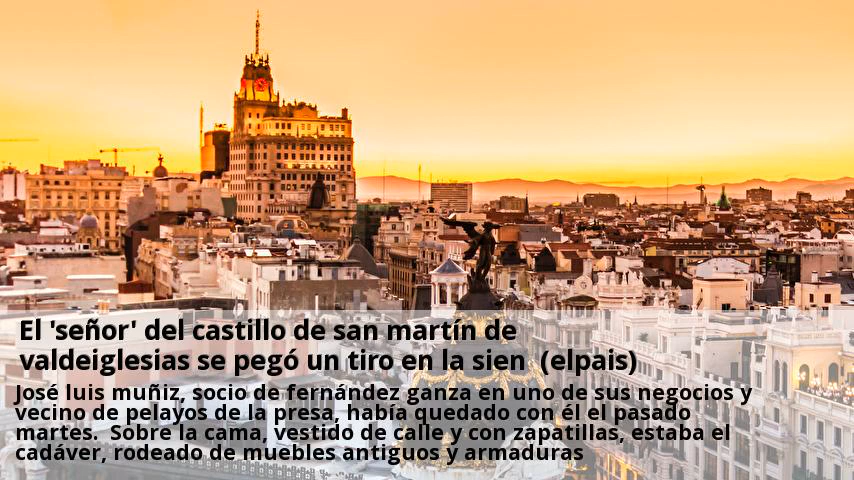 El 'señor' del castillo de san martín de
valdeiglesias se pegó un tiro en la sien  (elpais)
José luis muñiz, socio de fernández ganza en uno de sus negocios y
vecino de pelayos de la presa, había quedado con él el pasado
martes.  Sobre la cama, vestido de calle y con zapatillas, estaba el
cadáver, rodeado de muebles antiguos y armaduras